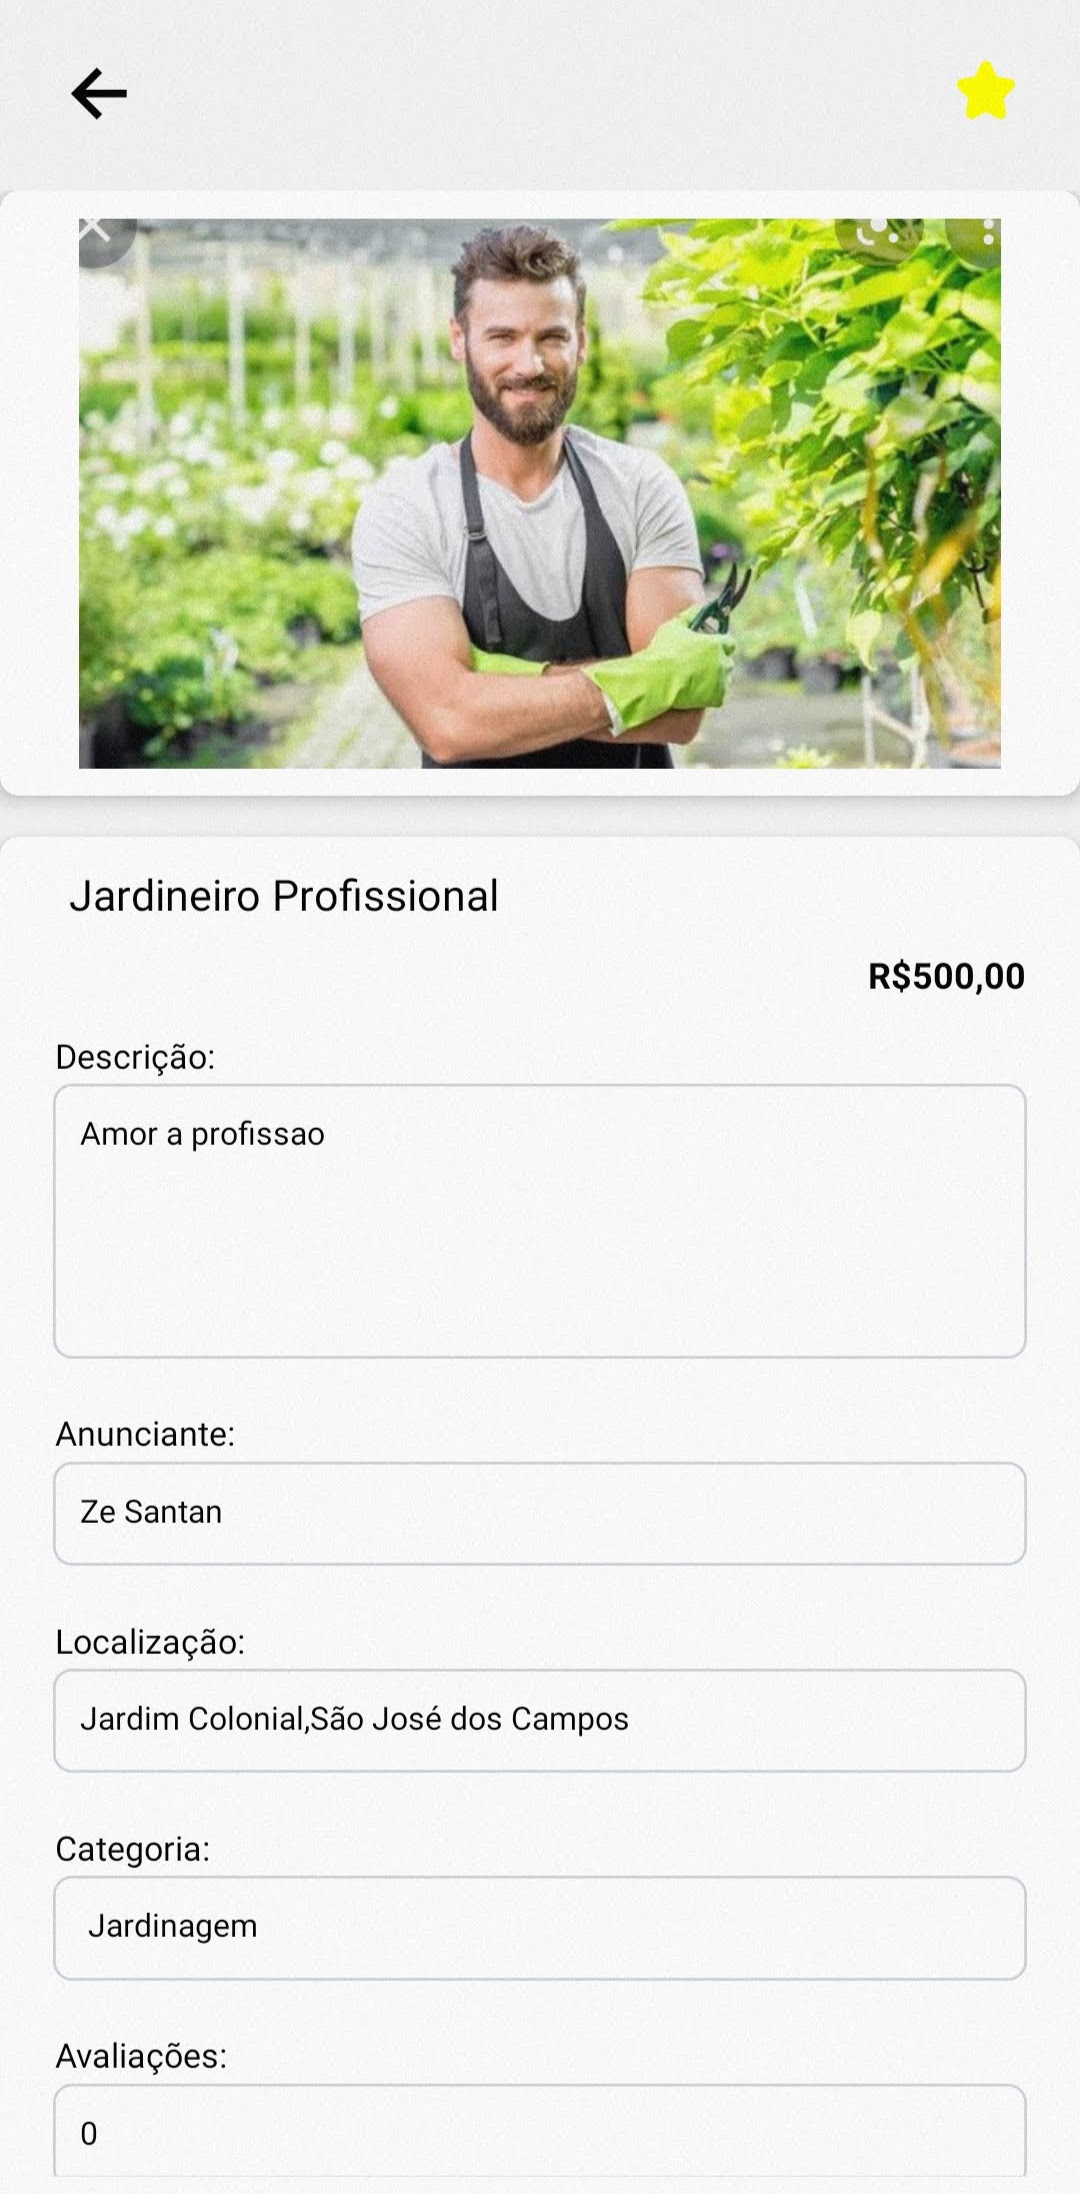 Jardineiro Profissional
R$500,00
Descrição:
Amor a profissao
Anunciante:
Ze Santan
Localização:
Jardim Colonial,São José dos Campos
Categoria:
Jardinagem
Avaliações:
0